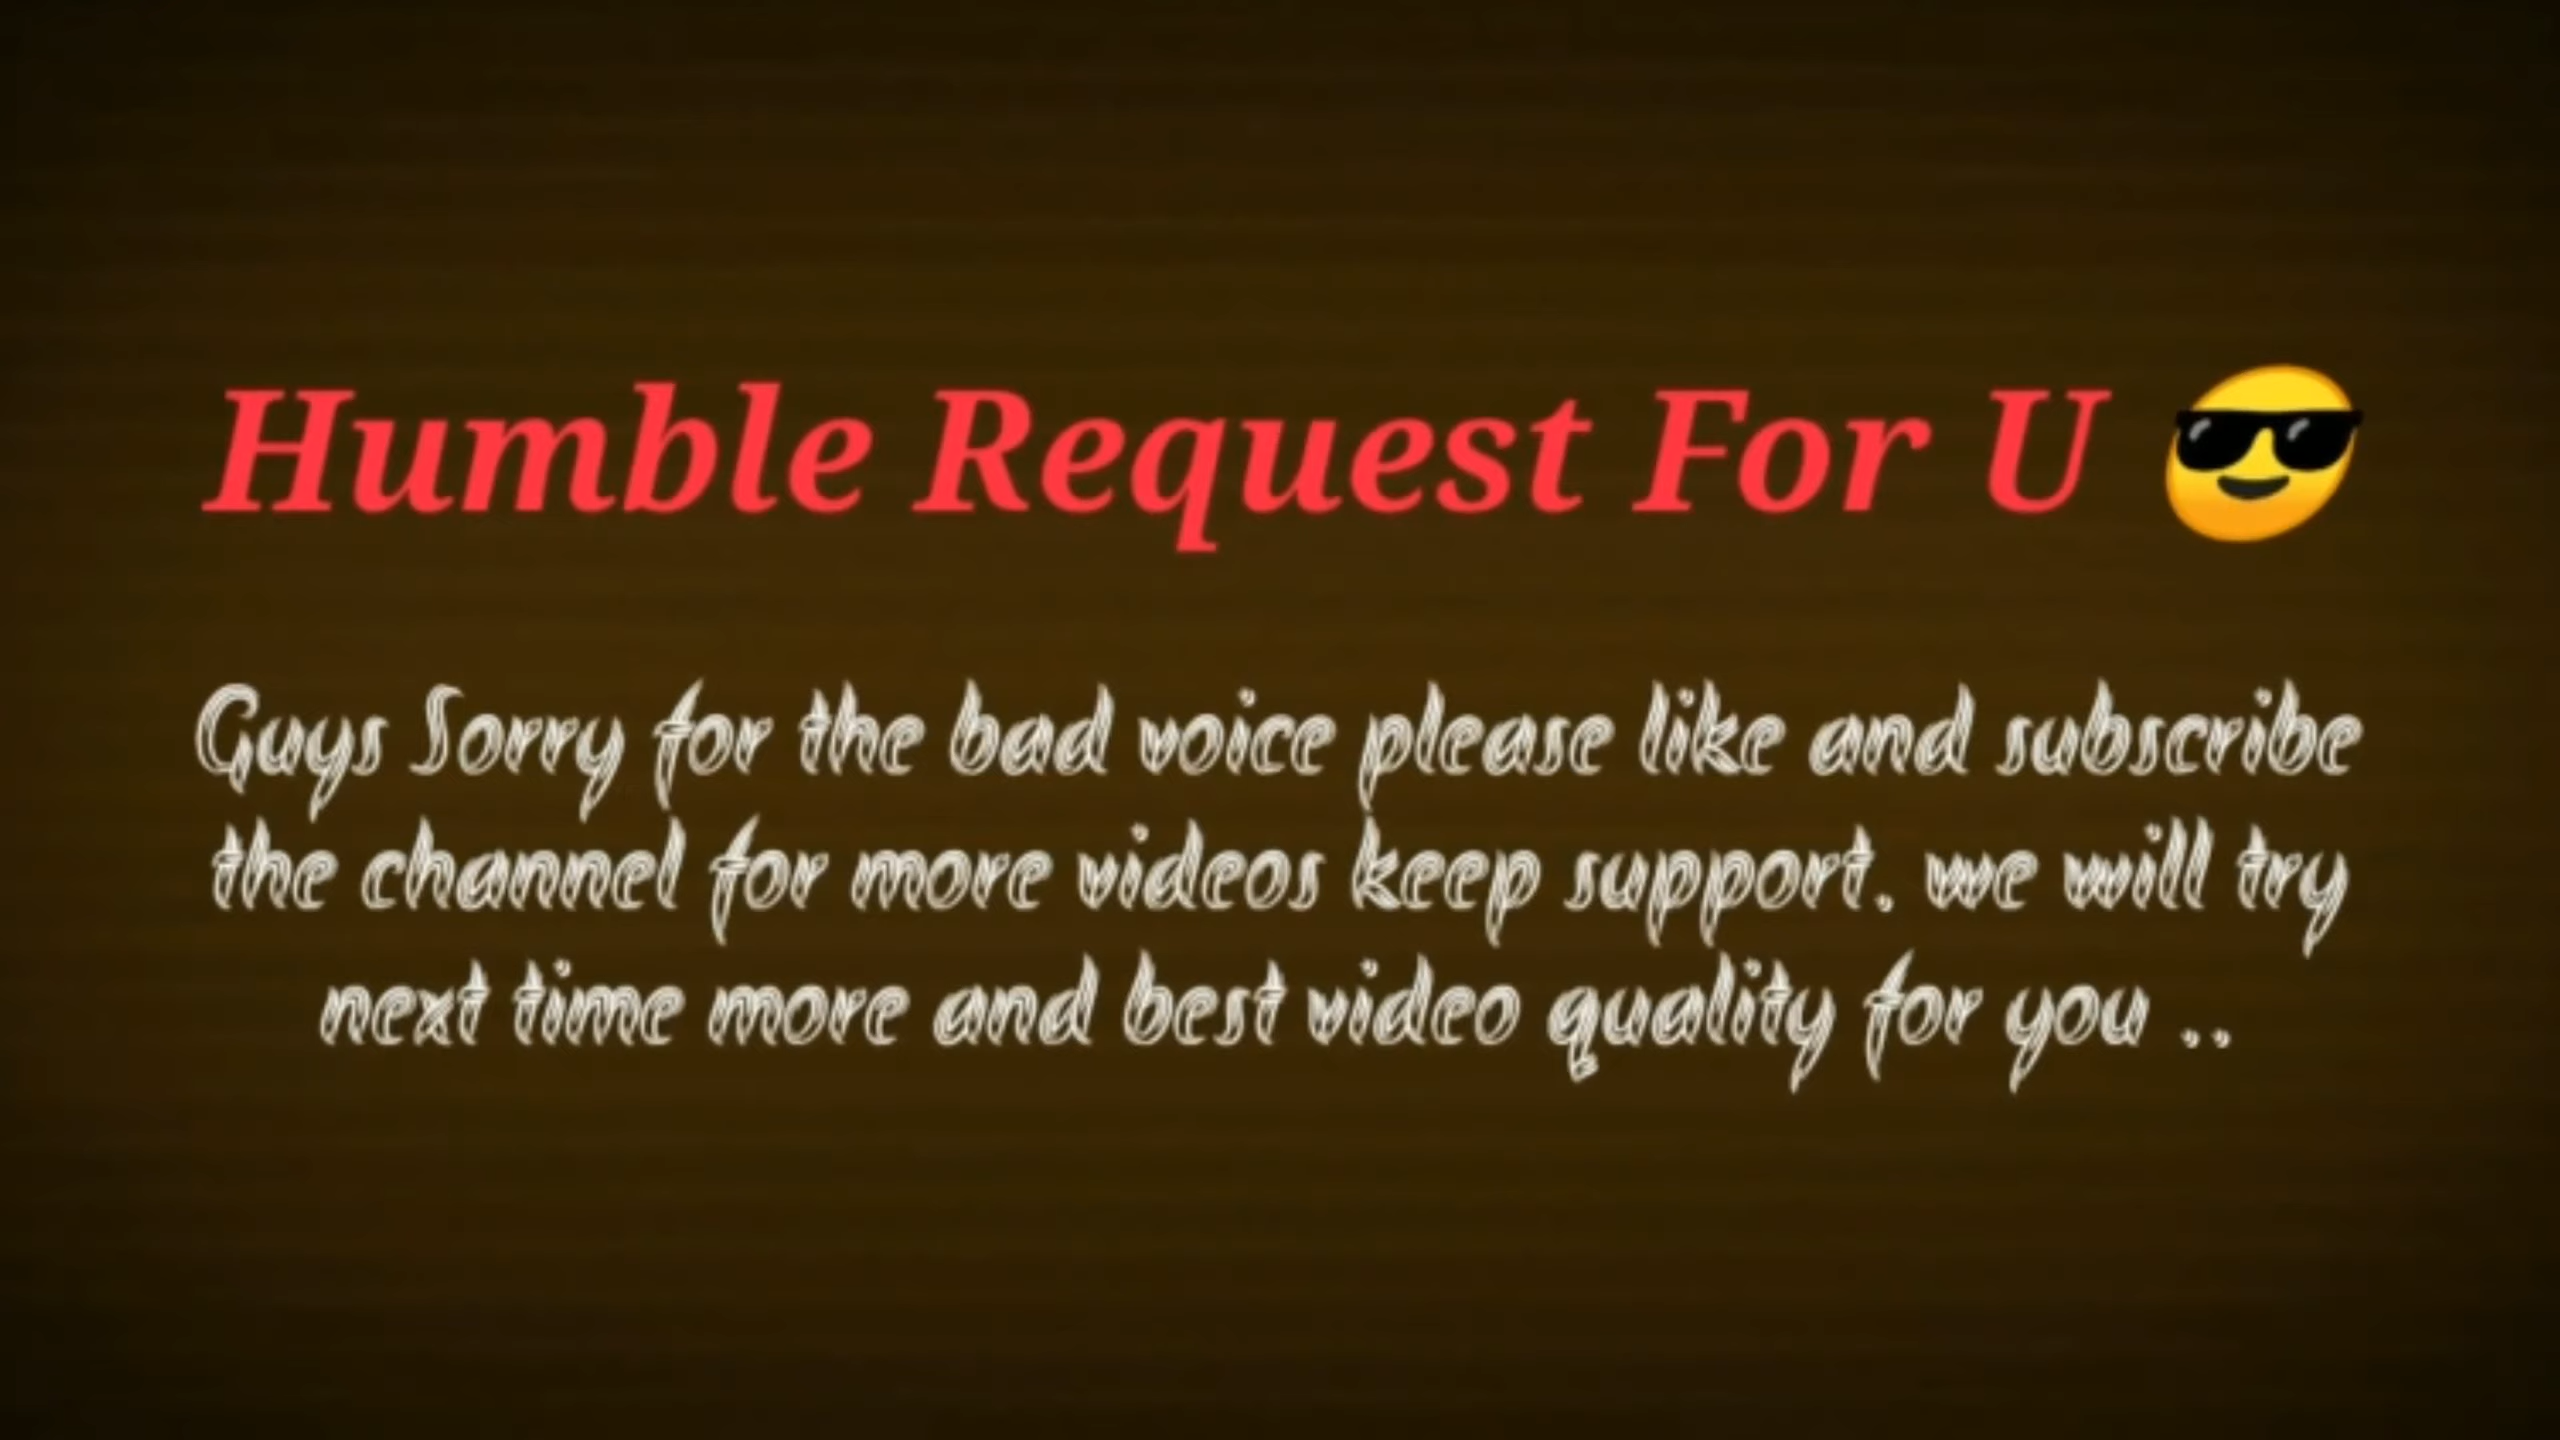 Humble Request For U 😎
Guys Sorry for the bad voice please like and subscribe
the channel for more videos keep support. we will try
next time more and best video quality for you ..